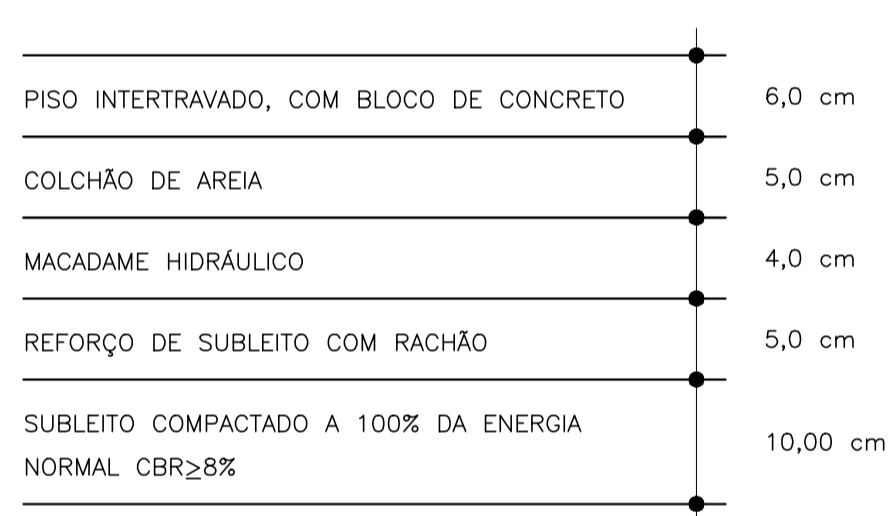 PISO INTERTRAVADO, COM BLOCO DE CONCRETO 6,0 cm
COLCHÃO DE AREIA 5,0 cm
MACADAME HIDRÁULICO 4,0 cm
REFORÇO DE SUBLEITO COM RACHÃO 5,0 cm
SUBLEITO COMPACTADO A 100% DA ENERGIA
NORMAL CBR≥8% 10,00 cm